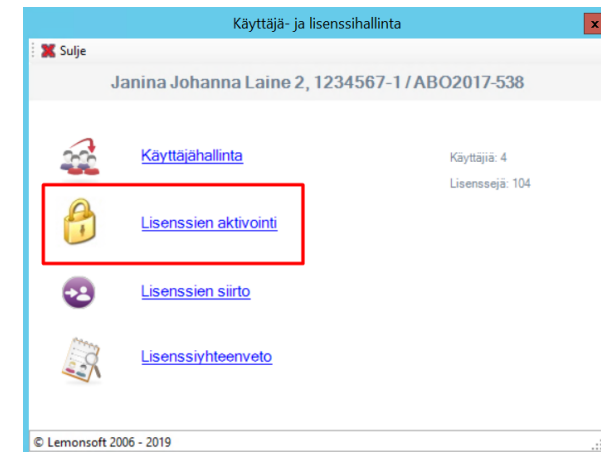 Käyttäjä- ja lisenssihallinta
x
Sulje
Janina Johanna Laine 2, 1234567-1 / ABO2017-538
Käyttäjähallinta
Käyttäjiä: 4
Lisenssejä: 104
Lisenssien aktivointi
Lisenssien siirto
Lisenssiyhteenveto
© Lemonsoft 2006 - 2019